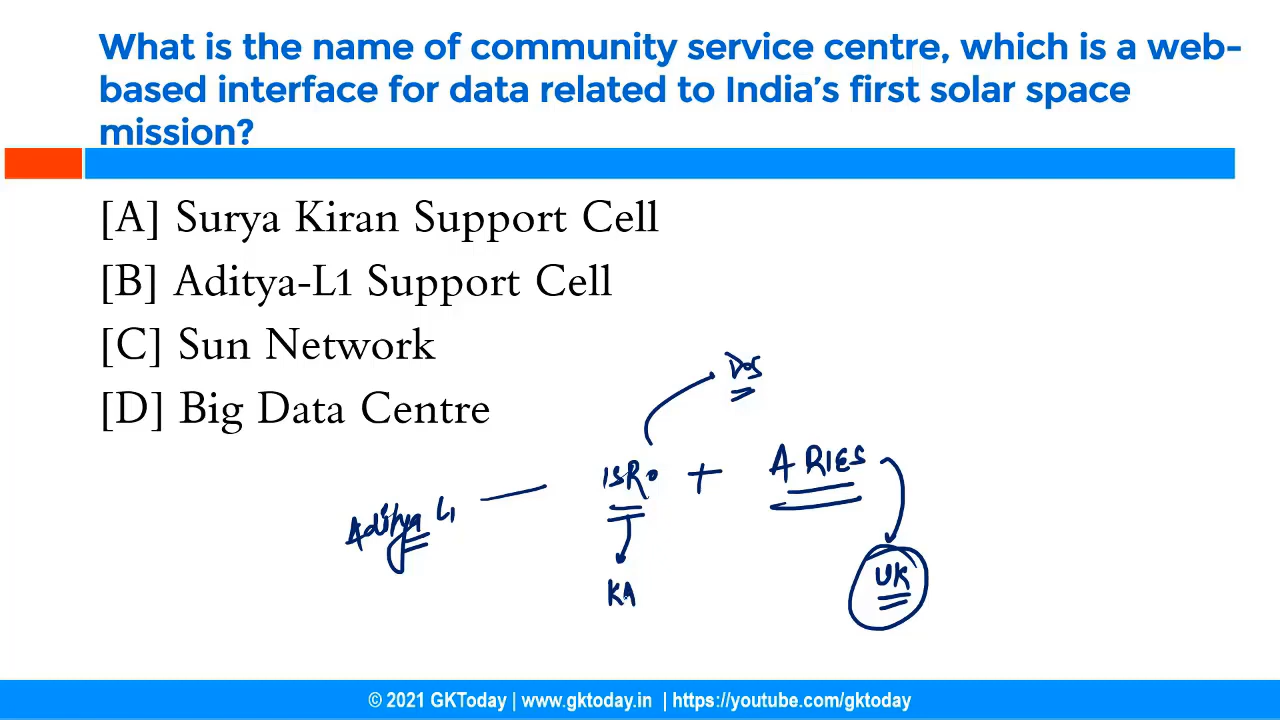 What is the name of community service centre, which is a web-
based interface for data related to India’s first solar space
mission?
[A] Surya Kiran Support Cell
[B] Aditya-L1 Support Cell
[C] Sun Network
[D] Big Data Centre
DoS
ISRO + ARIES
Aditya L1
KA
UK
© 2021 GKToday | www.gktoday.in | https://youtube.com/gktoday